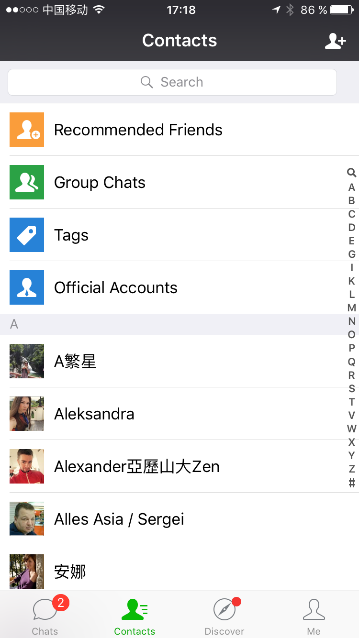 中国移动 17:18 86 %
Contacts
Search
Recommended Friends
Group Chats
Tags
Official Accounts
A
A繁星
Aleksandra
Alexander亞歷山大Zen
Alles Asia / Sergei
安娜
A
B
C
D
E
G
I
K
L
M
N
O
P
Q
R
S
T
V
W
X
Y
Z
#
2
Chats
Contacts
Discover
Me